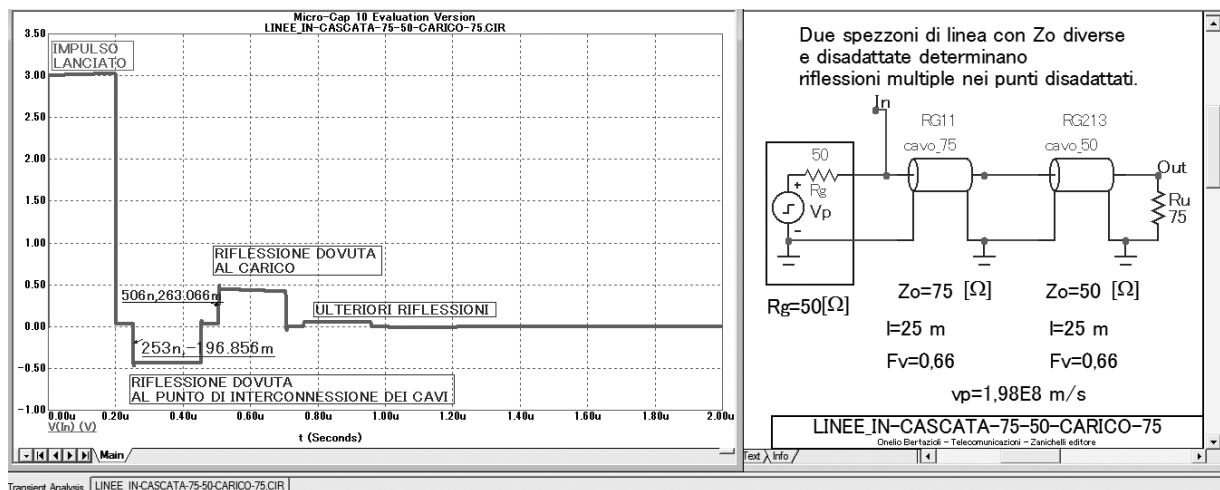 Micro-Cap 10 Evaluation Version
LINEE_IN-CASCATA-75-50-CARICO-75.CIR
3.50
3.00
2.50
2.00
1.50
1.00
0.50
0.00
-0.50
-1.00
IMPULSO
LANCIATO
RIFLESSIONE DOVUTA
AL CARICO
506n,263.066m
ULTERIORI RIFLESSIONI
253n,-196.856m
RIFLESSIONE DOVUTA
AL PUNTO DI INTERCONNESSIONE DEI CAVI
0.00u 0.20u 0.40u 0.60u 0.80u 1.00u 1.20u 1.40u 1.60u 1.80u 2.00u
V(In) (V)
t (Seconds)
Main
Transient Analysis LINEE_IN-CASCATA-75-50-CARICO-75.CIR
Due spezzoni di linea con Zo diverse
e disadattate determinano
riflessioni multiple nei punti disadattati.
In
RG11
cavo_75
RG213
cavo_50
50
Rg
+
Vp
-
Out
Ru
75
Rg=50[Ω]
Zo=75 [Ω]
Zo=50 [Ω]
l=25 m
l=25 m
Fv=0,66
Fv=0,66
vp=1,98E8 m/s
LINEE_IN-CASCATA-75-50-CARICO-75
Onelio Bertazioli - Telecomunicazioni - Zanichelli editore
Text Info